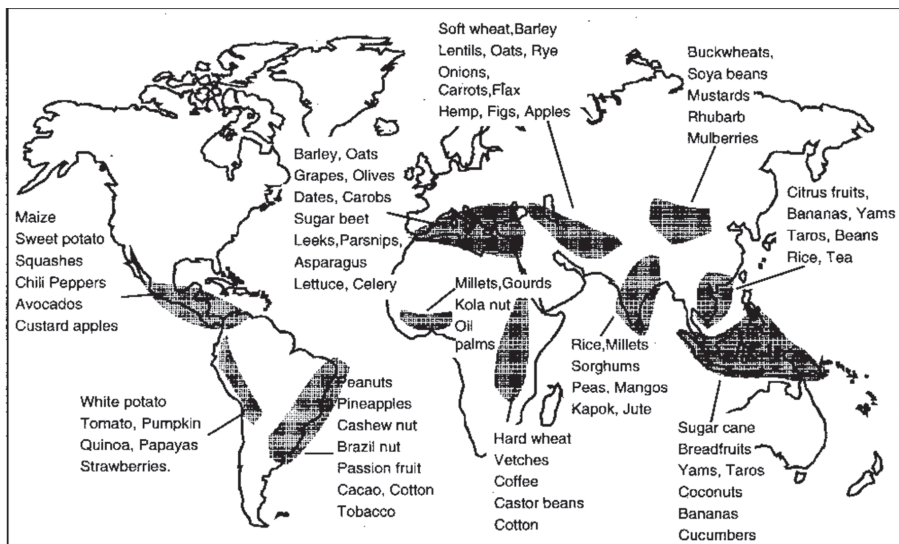 Soft wheat,Barley
Lentils, Oats, Rye
Onions,
Carrots,Flax
Hemp, Figs, Apples
Buckwheats,
Soya beans
Mustards
Rhubarb
Mulberries
Barley, Oats
Grapes, Olives
Dates, Carobs
Sugar beet
Leeks,Parsnips,
Asparagus
Lettuce, Celery
Citrus fruits,
Bananas, Yams
Taros, Beans
Rice, Tea
Maize
Sweet potato
Squashes
Chili Peppers
Avocados
Custard apples
Millets,Gourds
Kola nut
Oil
palms
Rice,Millets
Sorghums
Peas, Mangos
Kapok, Jute
White potato
Tomato, Pumpkin
Quinoa, Papayas
Strawberries.
Peanuts
Pineapples
Cashew nut
Brazil nut
Passion fruit
Cacao, Cotton
Tobacco
Hard wheat
Vetches
Coffee
Castor beans
Cotton
Sugar cane
Breadfruits
Yams, Taros
Coconuts
Bananas
Cucumbers